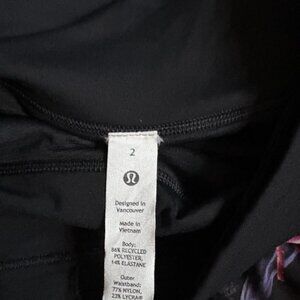 2
Designed in
Vancouver
Made in
Vietnam
Body:
86% RECYCLED
POLYESTER,
14% ELASTANE
Outer
Waistband:
77% NYLON,
23% LYCRA®